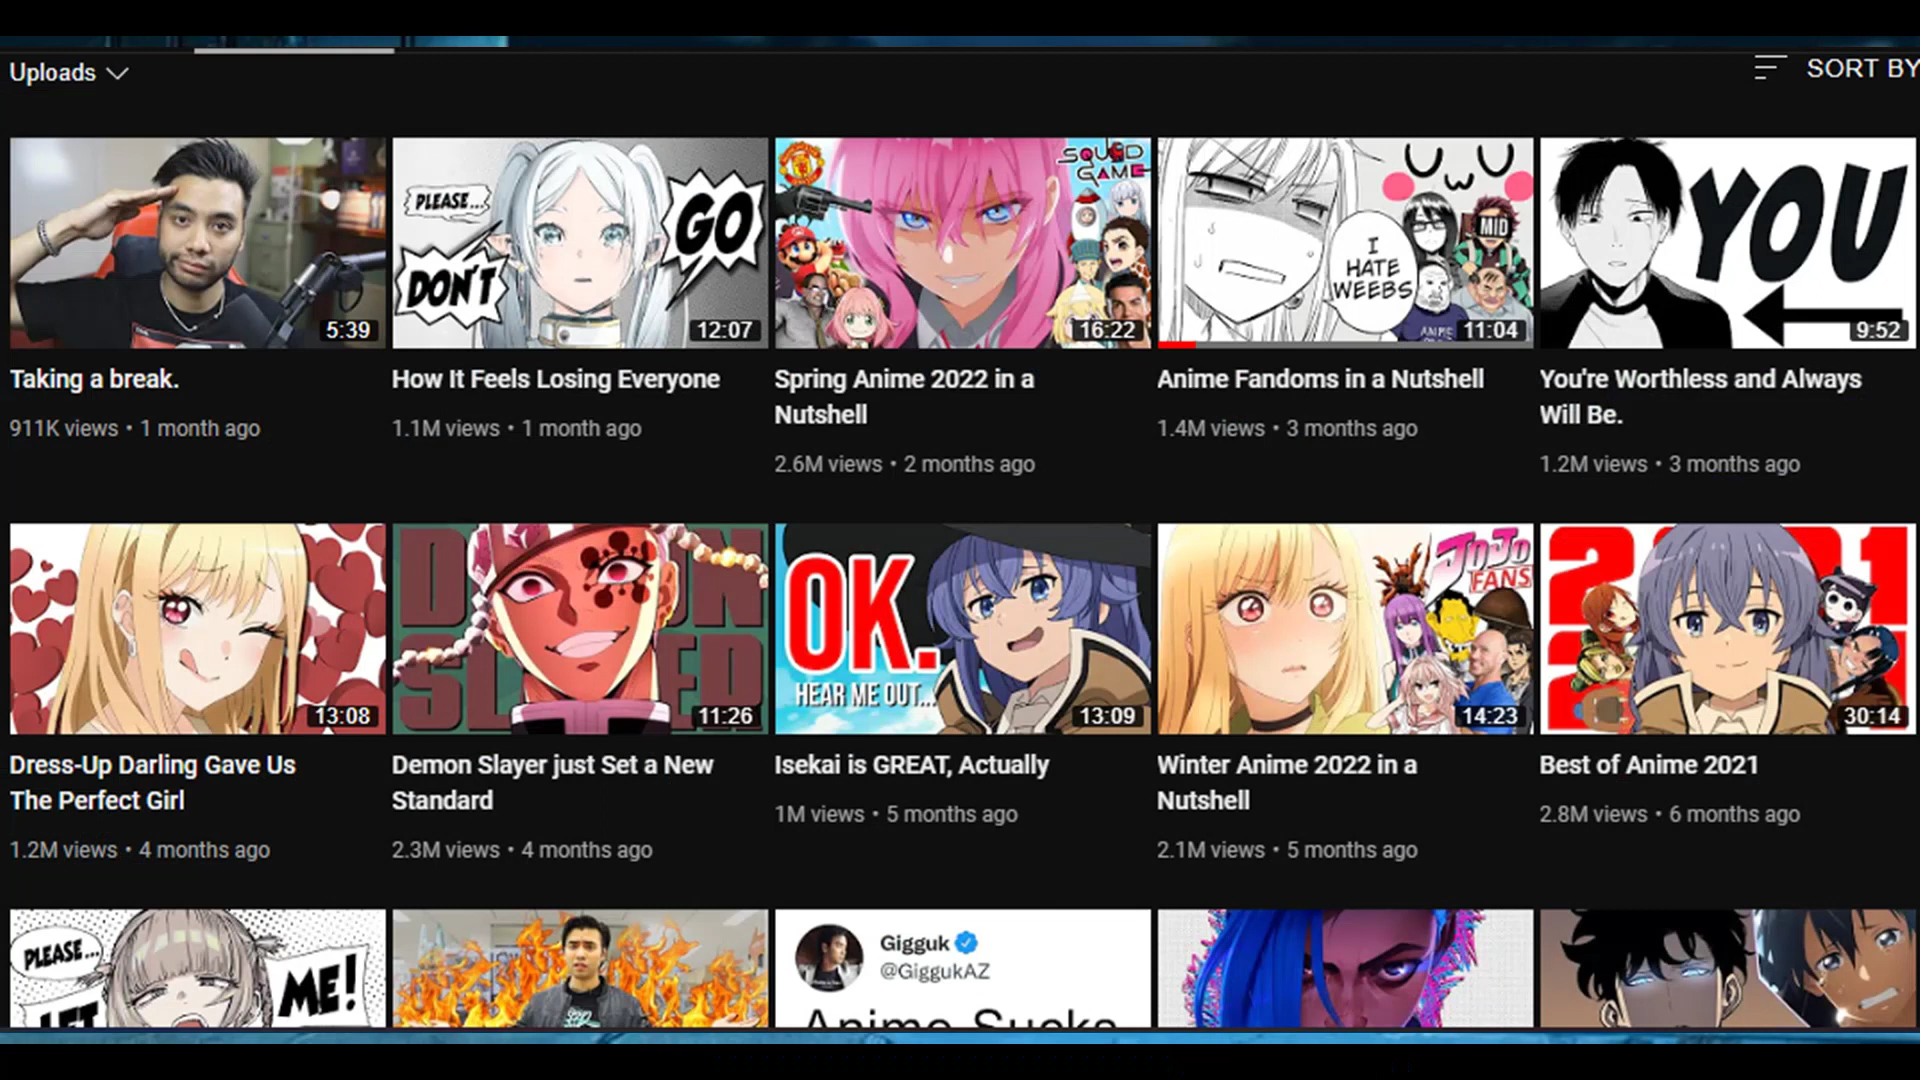 Uploads
SORT BY
PLEASE...
DON'T
GO
5:39
12:07
SQUID
GAME
16:22
I
HATE
WEEBS
MID
ANIME
11:04
YOU
9:52
Taking a break.
911K views • 1 month ago
How It Feels Losing Everyone
1.1M views • 1 month ago
Spring Anime 2022 in a
Nutshell
2.6M views • 2 months ago
Anime Fandoms in a Nutshell
1.4M views • 3 months ago
You're Worthless and Always
Will Be.
1.2M views • 3 months ago
13:08
DEMON
SLAYER
11:26
OK.
HEAR ME OUT...
13:09
JOJO
FANS
14:23
2021
30:14
Dress-Up Darling Gave Us
The Perfect Girl
1.2M views • 4 months ago
Demon Slayer just Set a New
Standard
2.3M views • 4 months ago
Isekai is GREAT, Actually
1M views • 5 months ago
Winter Anime 2022 in a
Nutshell
2.1M views • 5 months ago
Best of Anime 2021
2.8M views • 6 months ago
PLEASE...
LET
ME!
Gigguk
@GiggukAZ
Anime Sucks